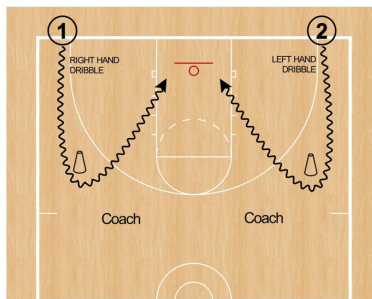 1
2
RIGHT HAND
DRIBBLE
LEFT HAND
DRIBBLE
Coach
Coach